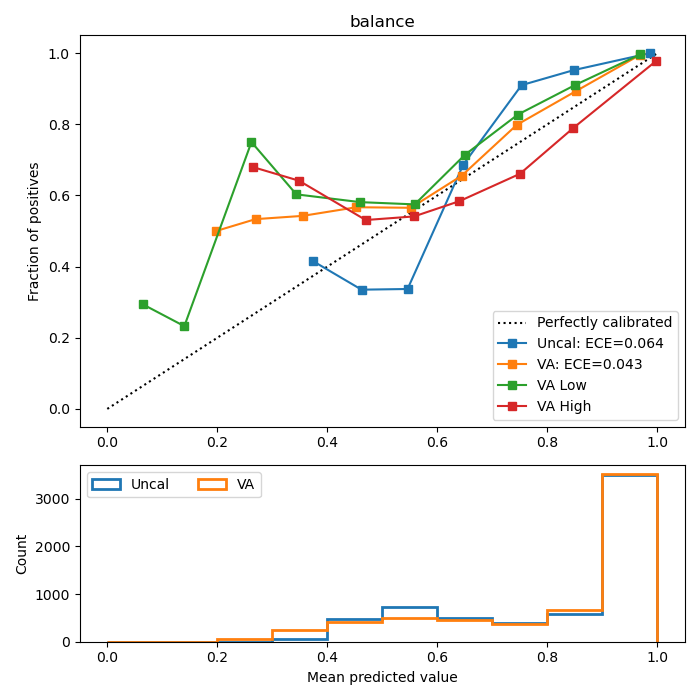 balance
Fraction of positives
1.0
0.8
0.6
0.4
0.2
0.0
Perfectly calibrated
Uncal: ECE=0.064
VA: ECE=0.043
VA Low
VA High
0.0 0.2 0.4 0.6 0.8 1.0
Uncal VA
Count
3000
2000
1000
0
0.0 0.2 0.4 0.6 0.8 1.0
Mean predicted value